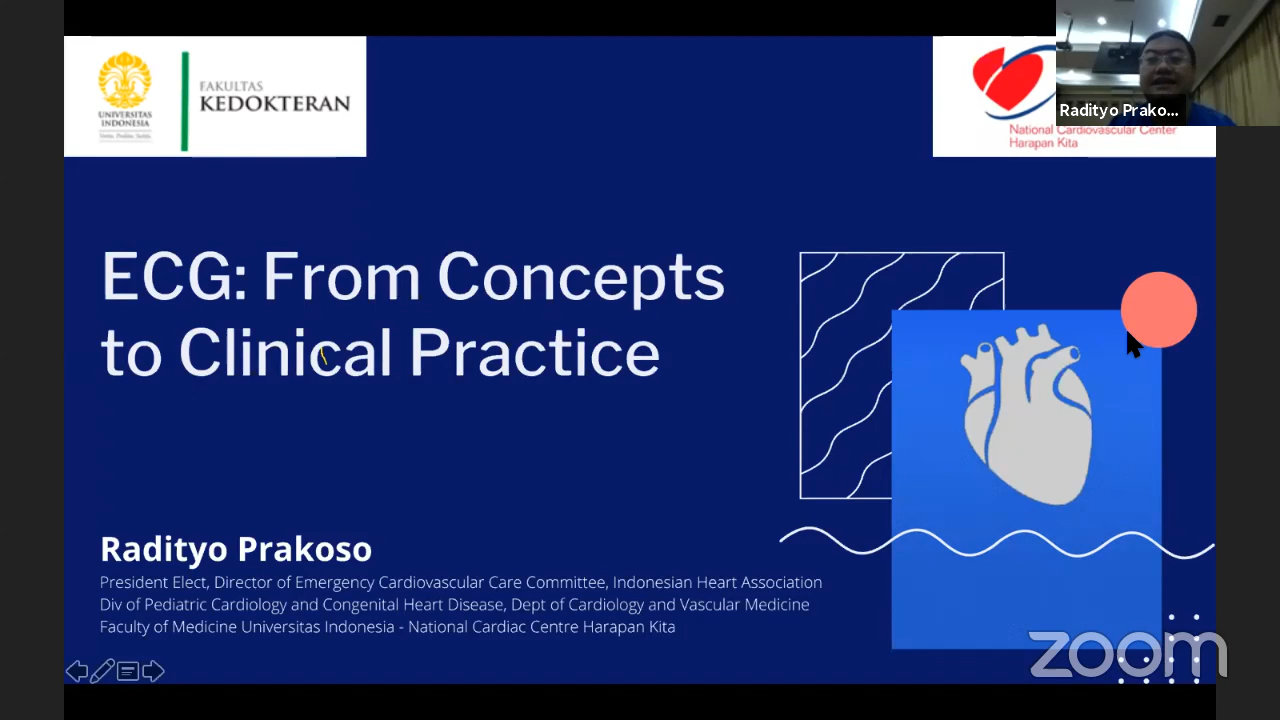 UNIVERSITAS
INDONESIA
FAKULTAS
KEDOKTERAN
National Cardiovascular Center
Harapan Kita
Radityo Prako...
ECG: From Concepts
to Clinical Practice
Radityo Prakoso
President Elect, Director of Emergency Cardiovascular Care Committee, Indonesian Heart Association
Div of Pediatric Cardiology and Congenital Heart Disease, Dept of Cardiology and Vascular Medicine
Faculty of Medicine Universitas Indonesia - National Cardiac Centre Harapan Kita
zoom